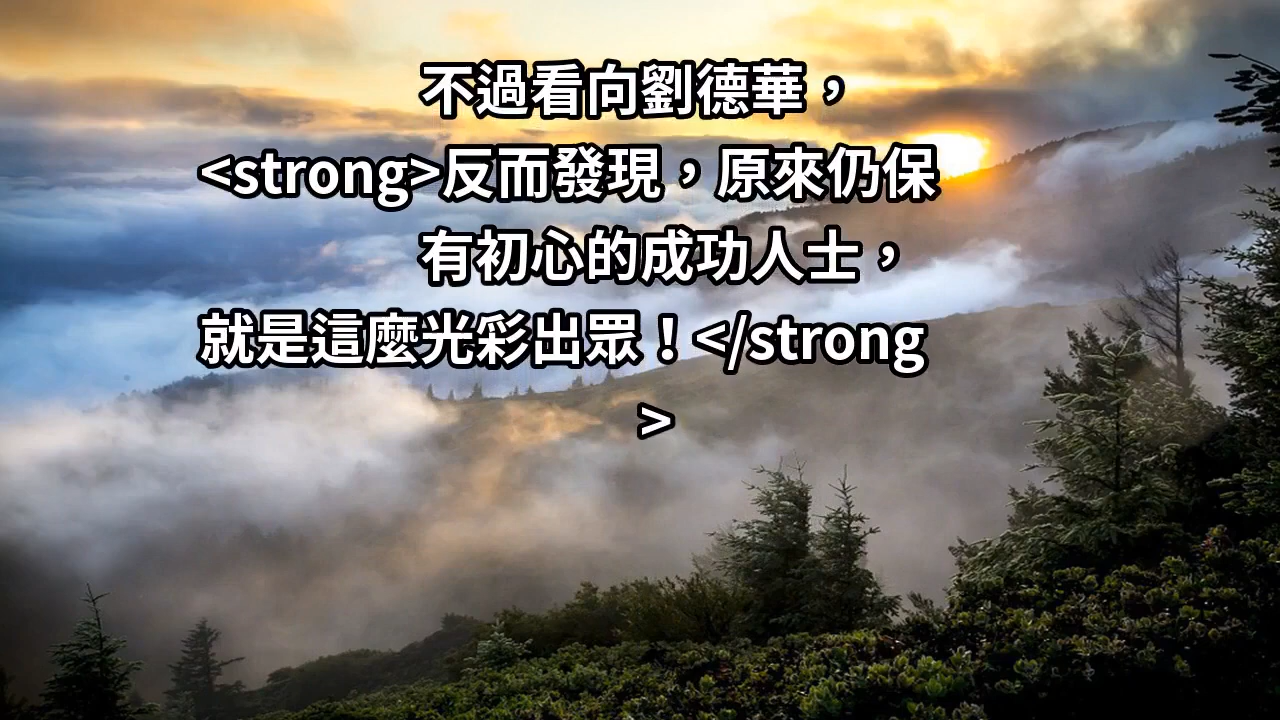 不過看向劉德華，
<strong>反而發現，原來仍保
有初心的成功人士，
就是這麼光彩出眾！</strong
>